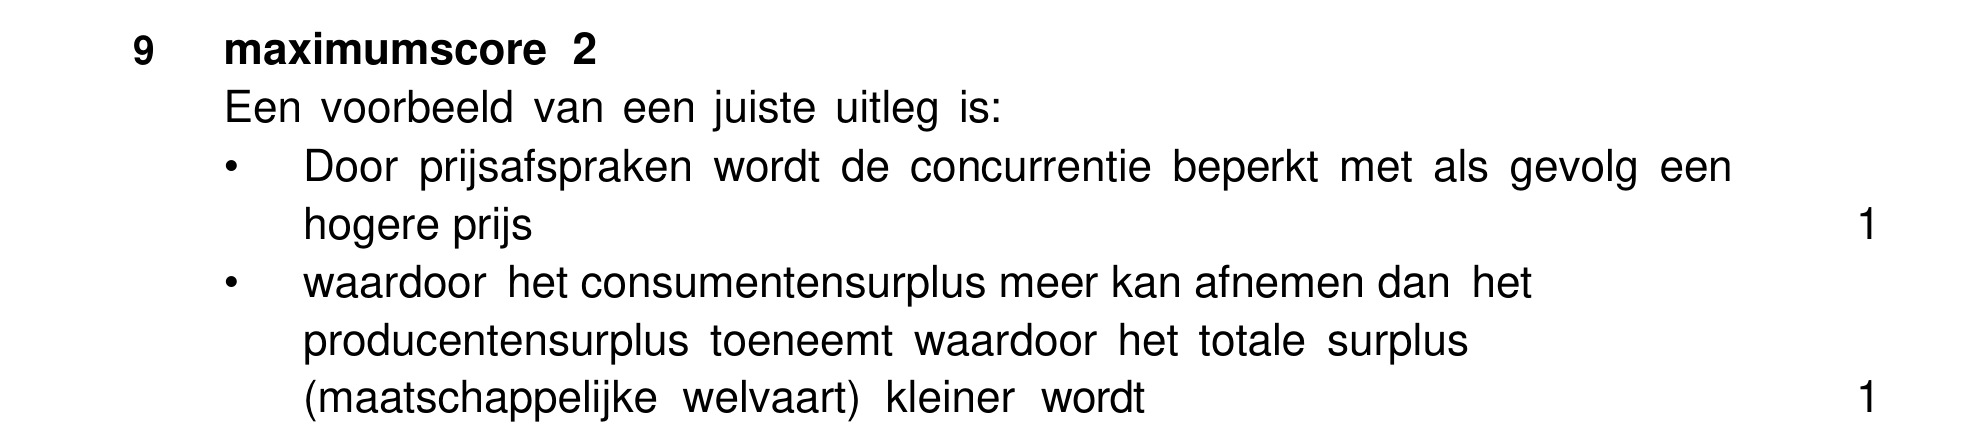 9 maximumscore 2
Een voorbeeld van een juiste uitleg is:
• Door prijsafspraken wordt de concurrentie beperkt met als gevolg een
hogere prijs 1
• waardoor het consumentensurplus meer kan afnemen dan het
producentensurplus toeneemt waardoor het totale surplus
(maatschappelijke welvaart) kleiner wordt 1